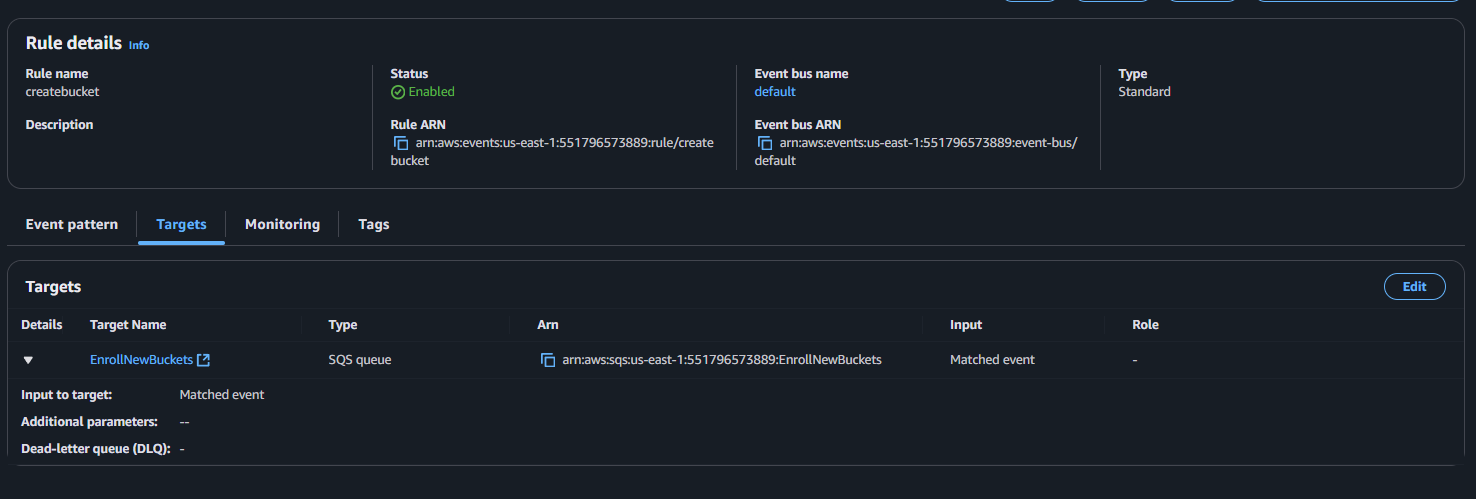 Rule details Info
Rule name
createbucket
Status
Enabled
Event bus name
default
Type
Standard
Description
Rule ARN
arn:aws:events:us-east-1:551796573889:rule/create
bucket
Event bus ARN
arn:aws:events:us-east-1:551796573889:event-bus/
default
Event pattern
Targets
Monitoring
Tags
Targets
Edit
Details Target Name Type Arn Input Role
EnrollNewBuckets SQS queue arn:aws:sqs:us-east-1:551796573889:EnrollNewBuckets Matched event -
Input to target: Matched event
Additional parameters: --
Dead-letter queue (DLQ): -